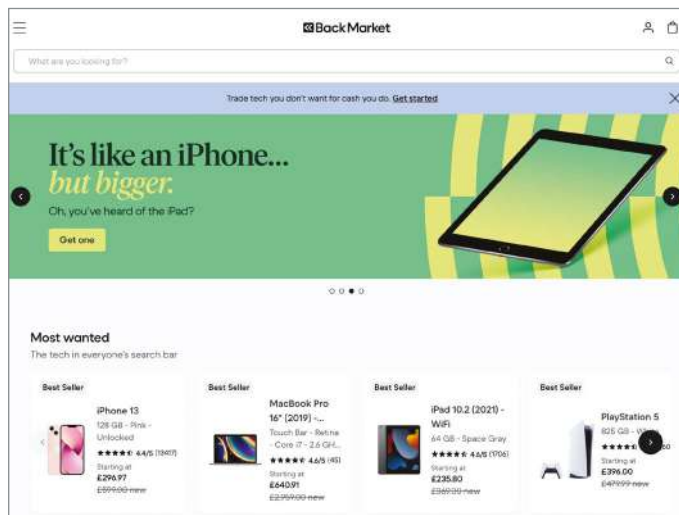 Back Market
What are you looking for?
Trade tech you don't want for cash you do. Get started
It's like an iPhone...
but bigger.
Oh, you've heard of the iPad?
Get one
Most wanted
The tech in everyone's search bar
Best Seller
iPhone 13
128 GB - Pink -
Unlocked
4.4/5
Starting at
£296.97
£599.00 new
Best Seller
MacBook Pro
16" (2019) -...
Touch Bar - Retina
- Core i7 - 2.6 GH...
4.6/5 (45)
Starting at
£640.91
£2,959.00 new
Best Seller
iPad 10.2 (2021) -
WiFi
64 GB - Space Gray
4.6/5 (1706)
Starting at
£235.80
£369.00 new
Best Seller
PlayStation 5
825 GB -
Starting at
£396.00
£479.99 new